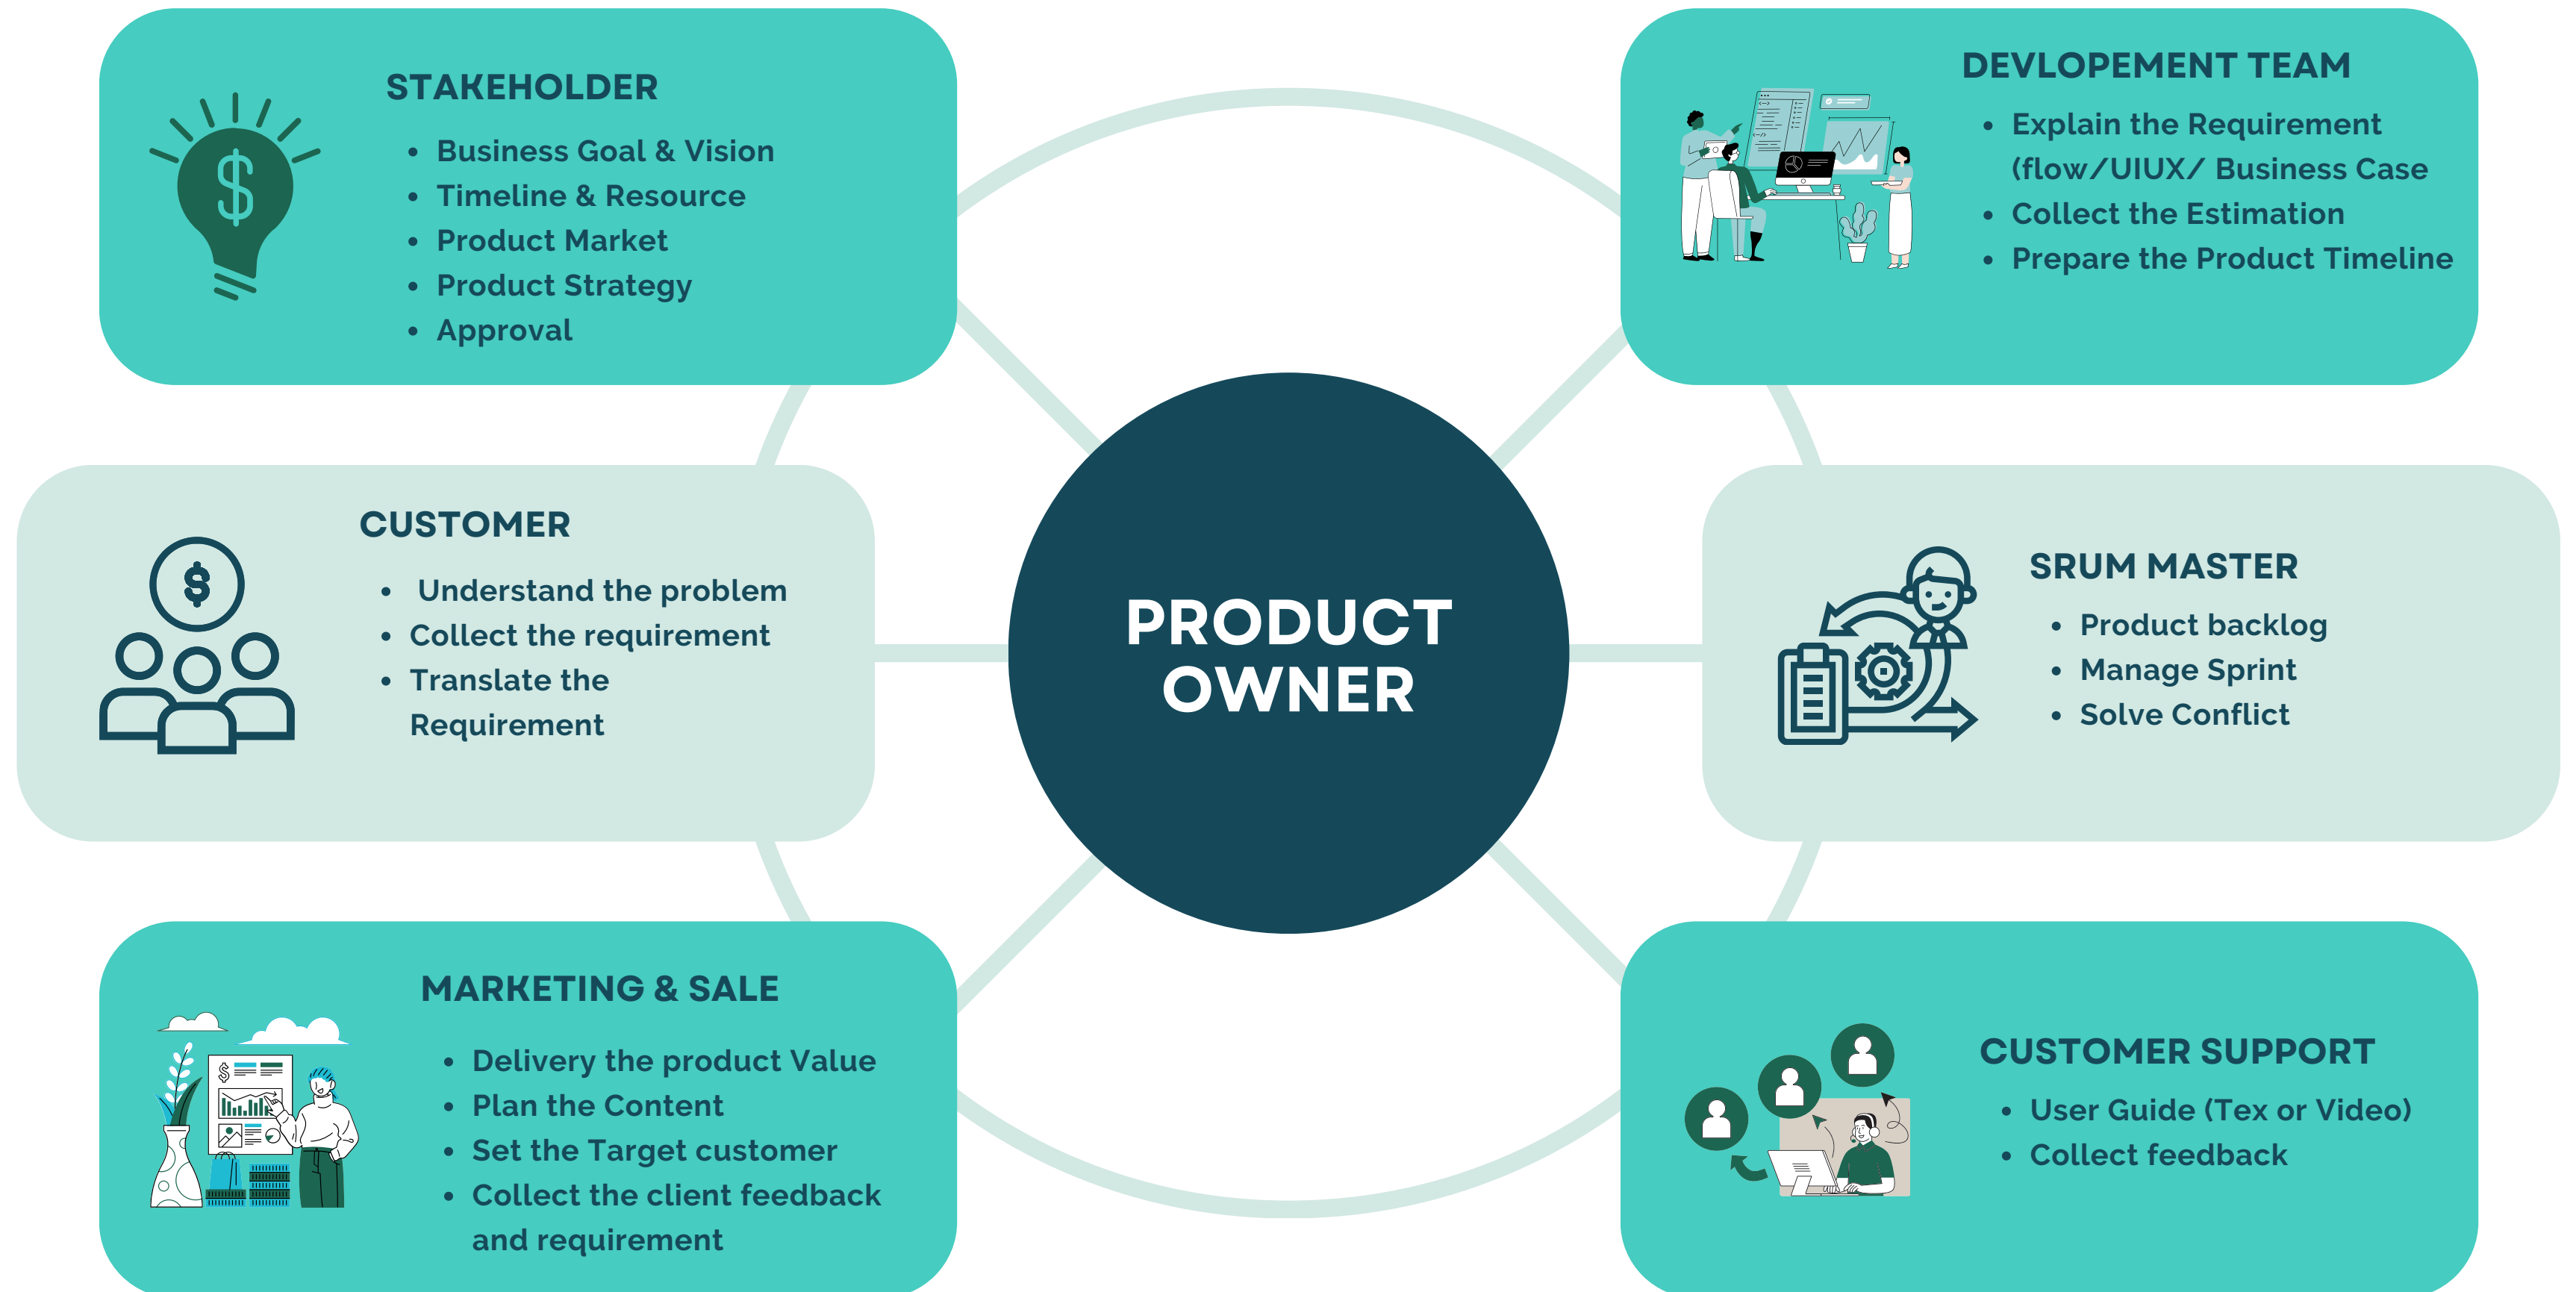 STAKEHOLDER
Business Goal & Vision
Timeline & Resource
Product Market
Product Strategy
Approval
DEVLOPEMENT TEAM
Explain the Requirement
(flow/UIUX/ Business Case
Collect the Estimation
Prepare the Product Timeline
CUSTOMER
Understand the problem
Collect the requirement
Translate the
Requirement
PRODUCT
OWNER
SRUM MASTER
Product backlog
Manage Sprint
Solve Conflict
MARKETING & SALE
Delivery the product Value
Plan the Content
Set the Target customer
Collect the client feedback
and requirement
CUSTOMER SUPPORT
User Guide (Tex or Video)
Collect feedback